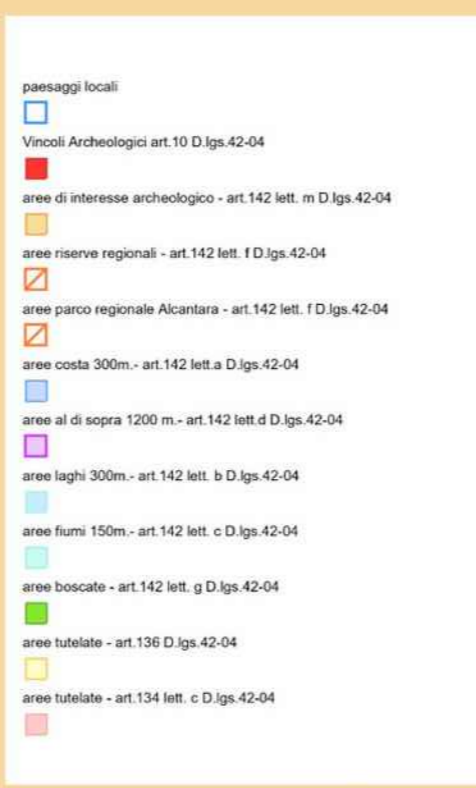 paesaggi locali
Vincoli Archeologici art.10 D.lgs.42-04
aree di interesse archeologico - art.142 lett. m D.lgs.42-04
aree riserve regionali - art.142 lett. f D.lgs.42-04
aree parco regionale Alcantara - art.142 lett. f D.lgs.42-04
aree costa 300m.- art.142 lett.a D.lgs.42-04
aree al di sopra 1200 m.- art.142 lett.d D.lgs.42-04
aree laghi 300m.- art.142 lett. b D.lgs.42-04
aree fiumi 150m.- art.142 lett. c D.lgs.42-04
aree boscate - art.142 lett. g D.lgs.42-04
aree tutelate - art.136 D.lgs.42-04
aree tutelate - art.134 lett. c D.lgs.42-04